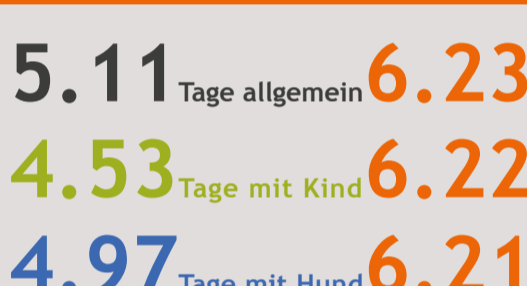 5.11 Tage allgemein 6.23
4.53 Tage mit Kind 6.22
4.97 Tage mit Hund 6.21